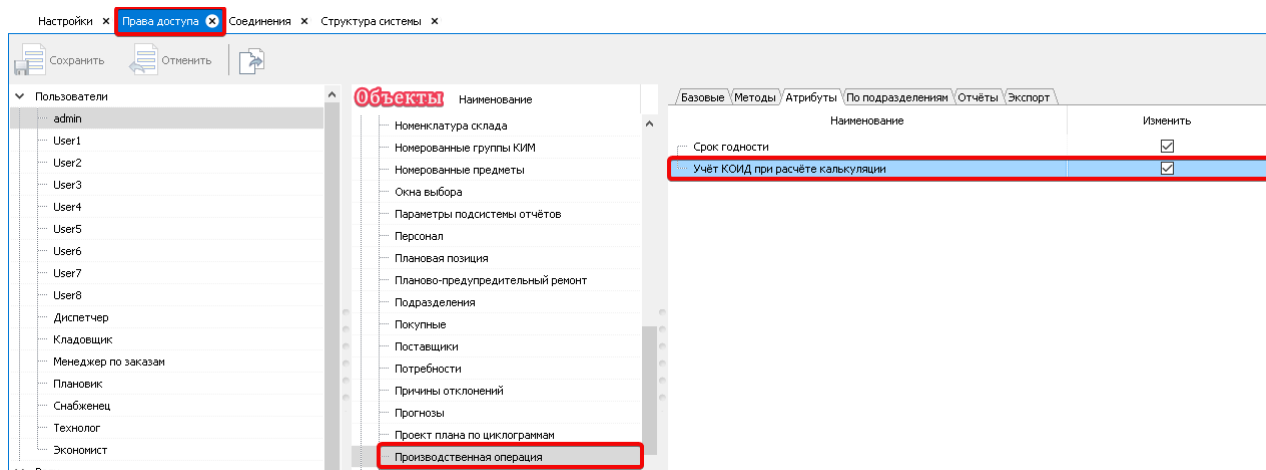 Настройки × Права доступа × Соединения × Структура системы ×
Сохранить Отменить
Пользователи
admin
User1
User2
User3
User4
User5
User6
User7
User8
Диспетчер
Кладовщик
Менеджер по заказам
Плановик
Снабженец
Технолог
Экономист
Объекты Наименование
Номенклатура склада
Номерованные группы КИМ
Номерованные предметы
Окна выбора
Параметры подсистемы отчётов
Персонал
Плановая позиция
Планово-предупредительный ремонт
Подразделения
Покупные
Поставщики
Потребности
Причины отклонений
Прогнозы
Проект плана по циклограммам
Производственная операция
Базовые Методы Атрибуты По подразделениям Отчёты Экспорт
Наименование Изменить
Срок годности
Учёт КОИД при расчёте калькуляции